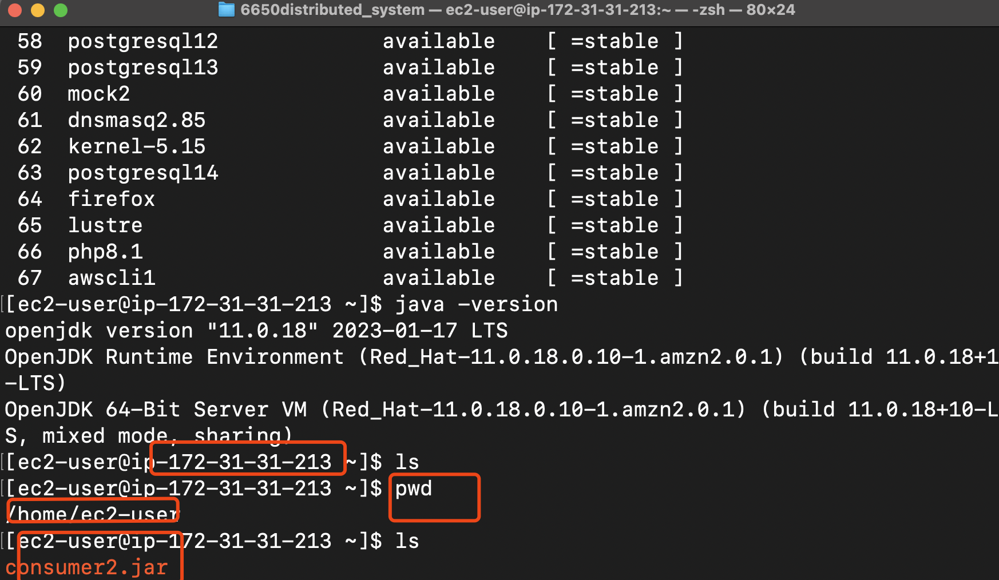 6650distributed_system — ec2-user@ip-172-31-31-213:~ — -zsh — 80×24
58 postgresql12 available [ =stable ]
59 postgresql13 available [ =stable ]
60 mock2 available [ =stable ]
61 dnsmasq2.85 available [ =stable ]
62 kernel-5.15 available [ =stable ]
63 postgresql14 available [ =stable ]
64 firefox available [ =stable ]
65 lustre available [ =stable ]
66 php8.1 available [ =stable ]
67 awscli1 available [ =stable ]
[[ec2-user@ip-172-31-31-213 ~]$ java -version
openjdk version "11.0.18" 2023-01-17 LTS
OpenJDK Runtime Environment (Red_Hat-11.0.18.0.10-1.amzn2.0.1) (build 11.0.18+1
-LTS)
OpenJDK 64-Bit Server VM (Red_Hat-11.0.18.0.10-1.amzn2.0.1) (build 11.0.18+10-L
S, mixed mode, sharing)
[[ec2-user@ip-172-31-31-213 ~]$ ls
[[ec2-user@ip-172-31-31-213 ~]$ pwd
/home/ec2-user
[[ec2-user@ip-172-31-31-213 ~]$ ls
consumer2.jar